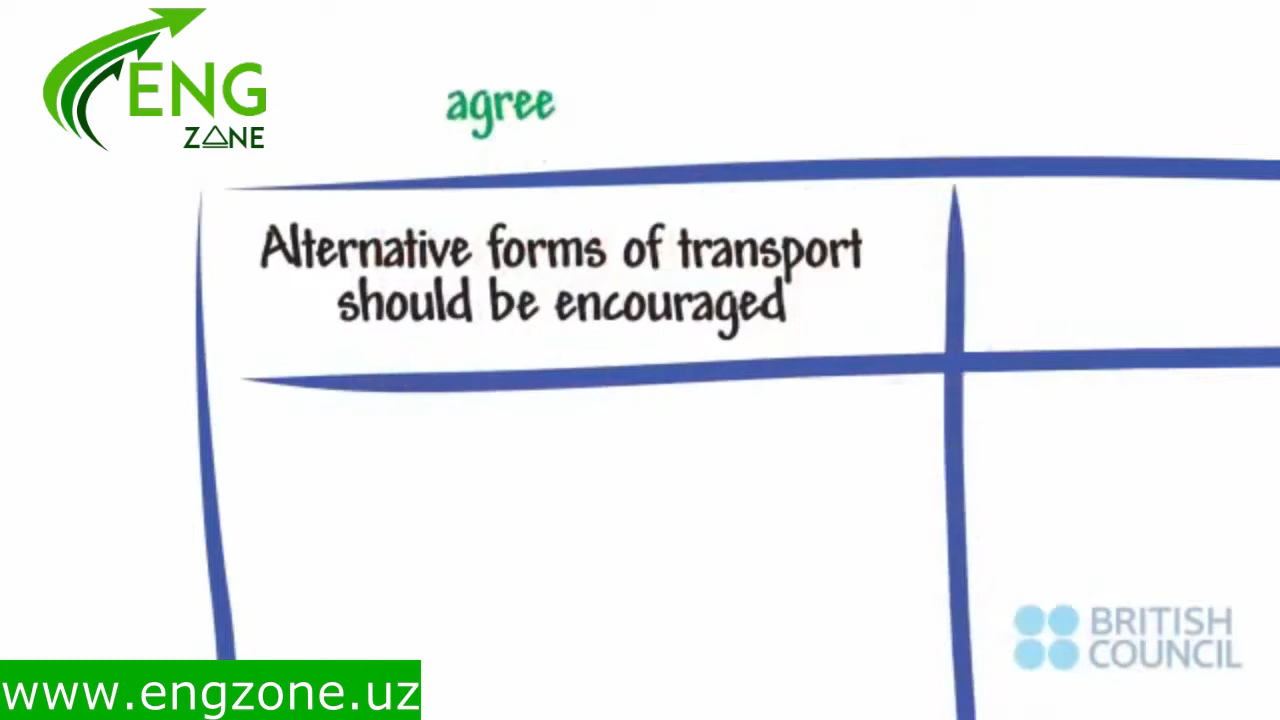 ENG
ZONE
agree
Alternative forms of transport
should be encouraged
BRITISH
COUNCIL
www.engzone.uz